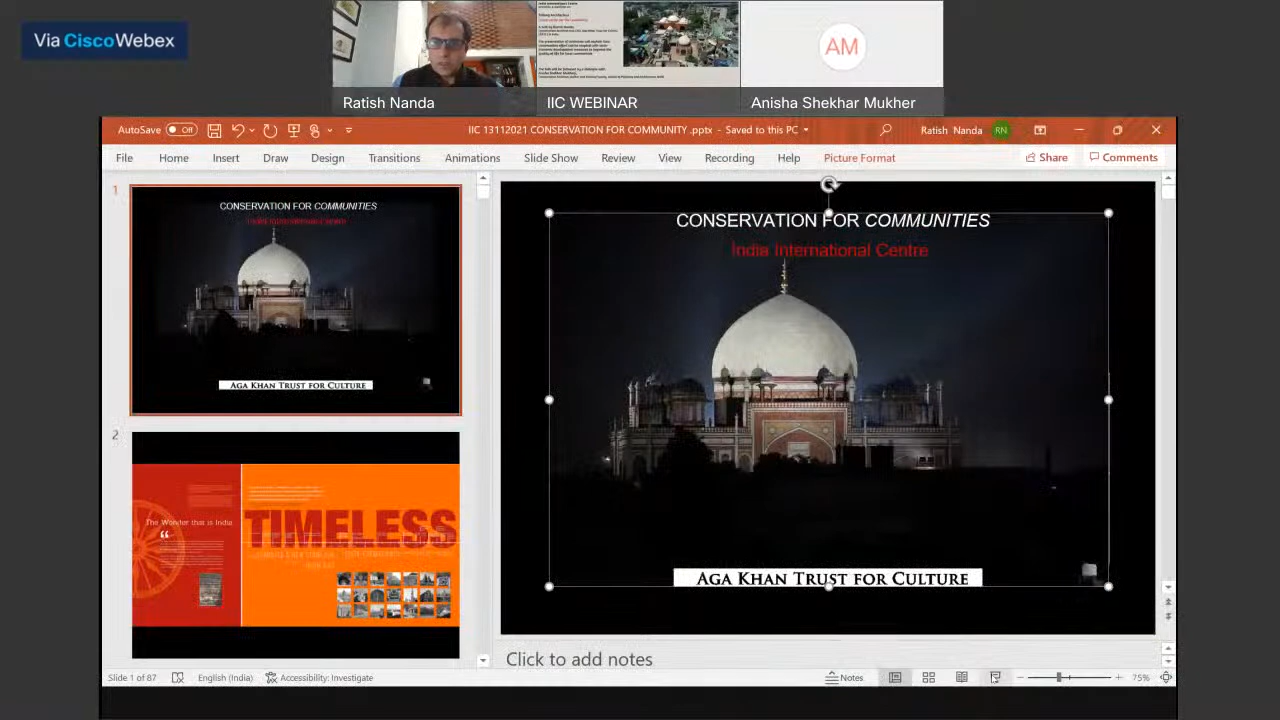 Via CiscoWebex
Ratish Nanda
IIC WEBINAR
AM
Anisha Shekhar Mukher
AutoSave Off
IIC 13112021 CONSERVATION FOR COMMUNITY .pptx - Saved to this PC
Ratish Nanda RN
File Home Insert Draw Design Transitions Animations Slide Show Review View Recording Help Picture Format Share Comments
1
CONSERVATION FOR COMMUNITIES
India International Centre
AGA KHAN TRUST FOR CULTURE
2
The Wonder that is India
TIMELESS
CONSERVATION FOR COMMUNITIES
India International Centre
AGA KHAN TRUST FOR CULTURE
Click to add notes
Slide 1 of 87 English (India) Accessibility: Investigate Notes 75%